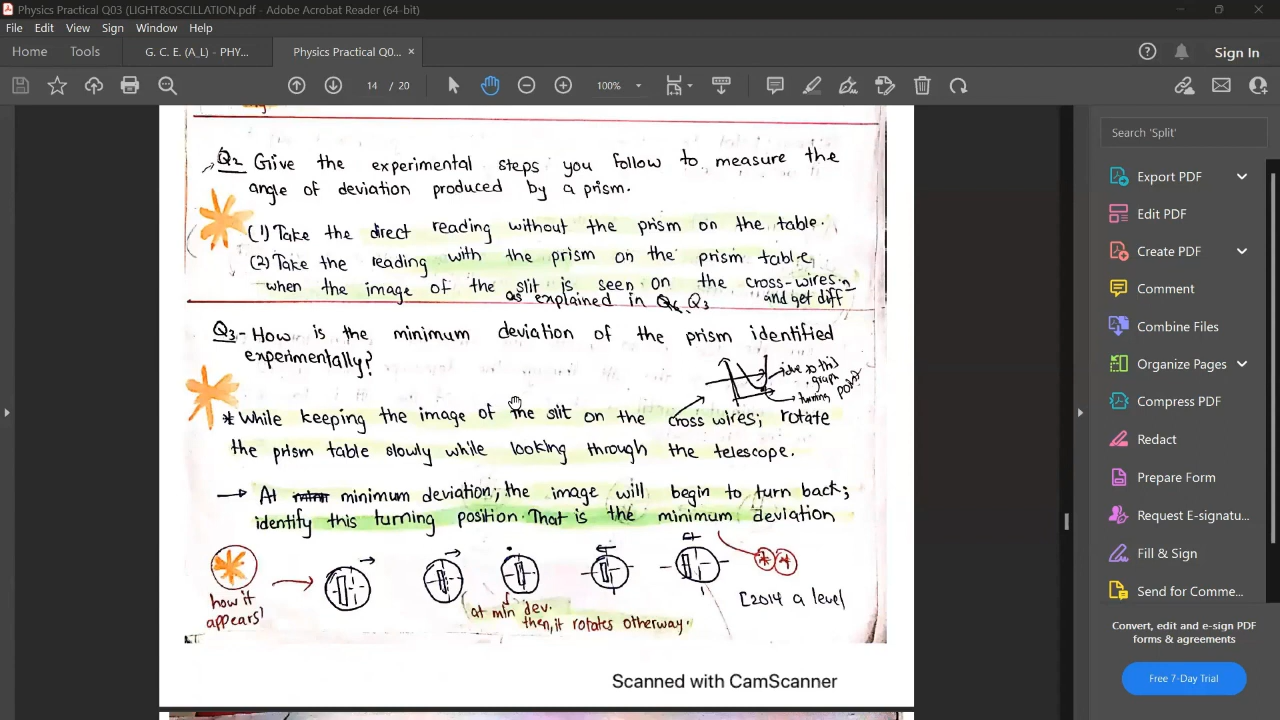 Physics Practical Q03 (LIGHT&OSCILLATION.pdf - Adobe Acrobat Reader (64-bit)
File Edit View Sign Window Help
Home Tools G. C. E. (A_L) - PHY... Physics Practical Q0... × Sign In
14 / 20 100%
Search 'Split'
Export PDF
Edit PDF
Create PDF
Comment
Combine Files
Organize Pages
Compress PDF
Redact
Prepare Form
Request E-signatu...
Fill & Sign
Send for Comme...
Convert, edit and e-sign PDF
forms & agreements
Free 7-Day Trial
Q2 Give the experimental steps you follow to measure the
angle of deviation produced by a prism.
(1) Take the direct reading without the prism on the table.
(2) Take the reading with the prism on the prism table
when the image of the slit is seen on the cross-wires.
as explained in Q3 and get diff
Q3 - How is the minimum deviation of the prism identified
experimentally?
due to this
graph
turning point
* While keeping the image of the slit on the cross wires; rotate
the prism table slowly while looking through the telescope.
→ At minimum deviation; the image will begin to turn back;
identify this turning position. That is the minimum deviation
how it
appears!
at min dev.
then, it rotates otherway.
[2014 a level
Scanned with CamScanner